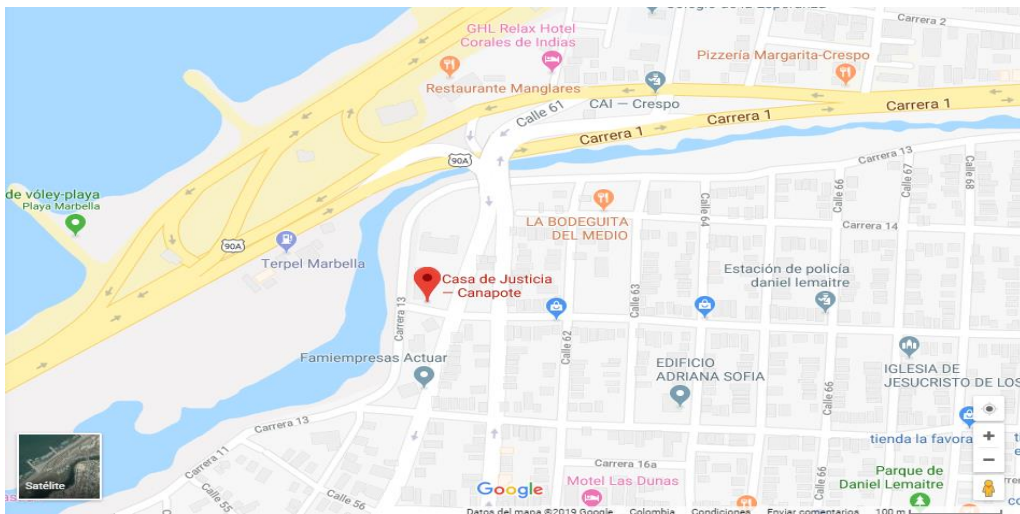 Carrera 2
GHL Relax Hotel
Corales de Indias
Restaurante Manglares
Pizzería Margarita-Crespo
CAI – Crespo
Calle 61
Carrera 1
Carrera 1
90A
Carrera 13
de vóley-playa
Playa Marbella
90A
Terpel Marbella
LA BODEGUITA
DEL MEDIO
Calle 64
Calle 66
Calle 67
Calle 68
Carrera 14
Casa de Justicia
– Canapote
Carrera 13
Estación de policía
daniel lemaitre
Calle 62
Calle 63
Famiempresas Actuar
EDIFICIO
ADRIANA SOFIA
Calle 66
IGLESIA DE
JESUCRISTO DE LOS
Carrera 13
Carrera 11
Calle 55
Calle 56
Satélite
Google
Carrera 16a
Motel Las Dunas
Calle 66
tienda la favora
Parque de
Daniel Lemaitre
Datos del mapa ©2019 Google Colombia Condiciones Enviar comentarios 100 m